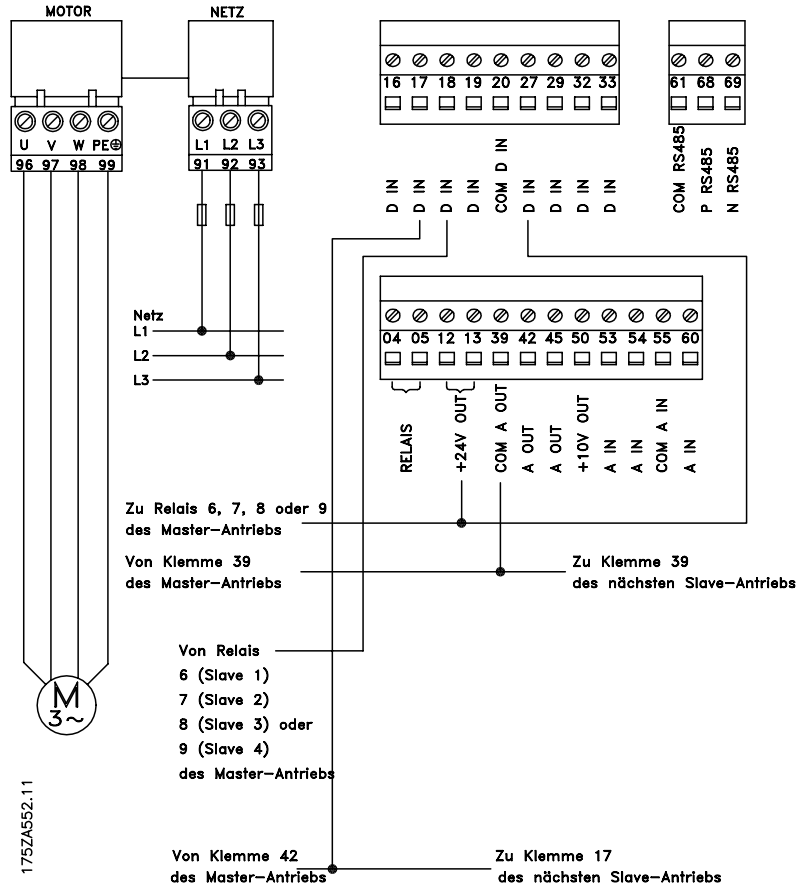 MOTOR
NETZ
U V W PE
96 97 98 99
L1 L2 L3
91 92 93
16 17 18 19 20 27 29 32 33
61 68 69
D IN
D IN
D IN
D IN
COM D IN
D IN
D IN
D IN
D IN
COM RS485
P RS485
N RS485
Netz
L1
L2
L3
04 05 12 13 39 42 45 50 53 54 55 60
RELAIS
+24V OUT
COM A OUT
A OUT
A OUT
+10V OUT
A IN
A IN
COM A IN
A IN
Zu Relais 6, 7, 8 oder 9
des Master-Antriebs
Von Klemme 39
des Master-Antriebs
Zu Klemme 39
des nächsten Slave-Antriebs
Von Relais
6 (Slave 1)
7 (Slave 2)
8 (Slave 3) oder
9 (Slave 4)
des Master-Antriebs
M
3~
175ZA552.11
Von Klemme 42
des Master-Antriebs
Zu Klemme 17
des nächsten Slave-Antriebs